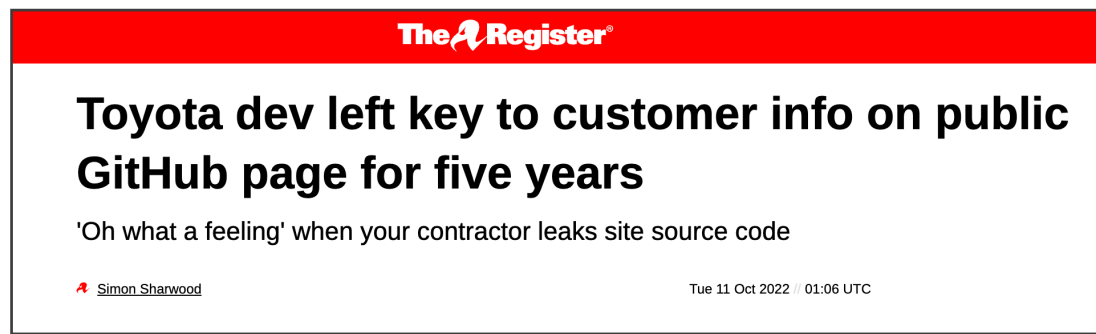 The Register®
Toyota dev left key to customer info on public
GitHub page for five years
'Oh what a feeling' when your contractor leaks site source code
Simon Sharwood
Tue 11 Oct 2022 // 01:06 UTC